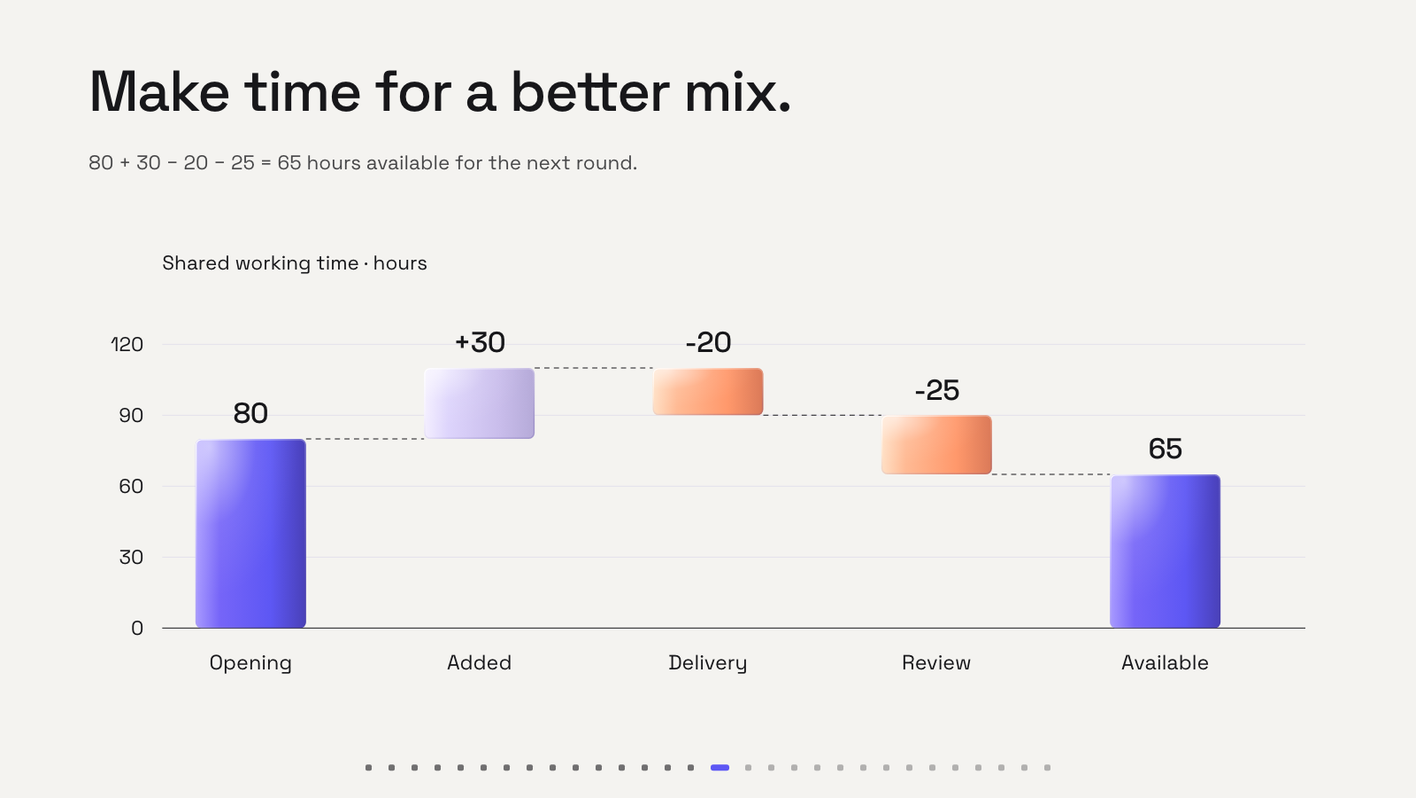 Make time for a better mix.
80 + 30 − 20 − 25 = 65 hours available for the next round.
Shared working time · hours
120
90
60
30
0
80
+30
-20
-25
65
Opening
Added
Delivery
Review
Available